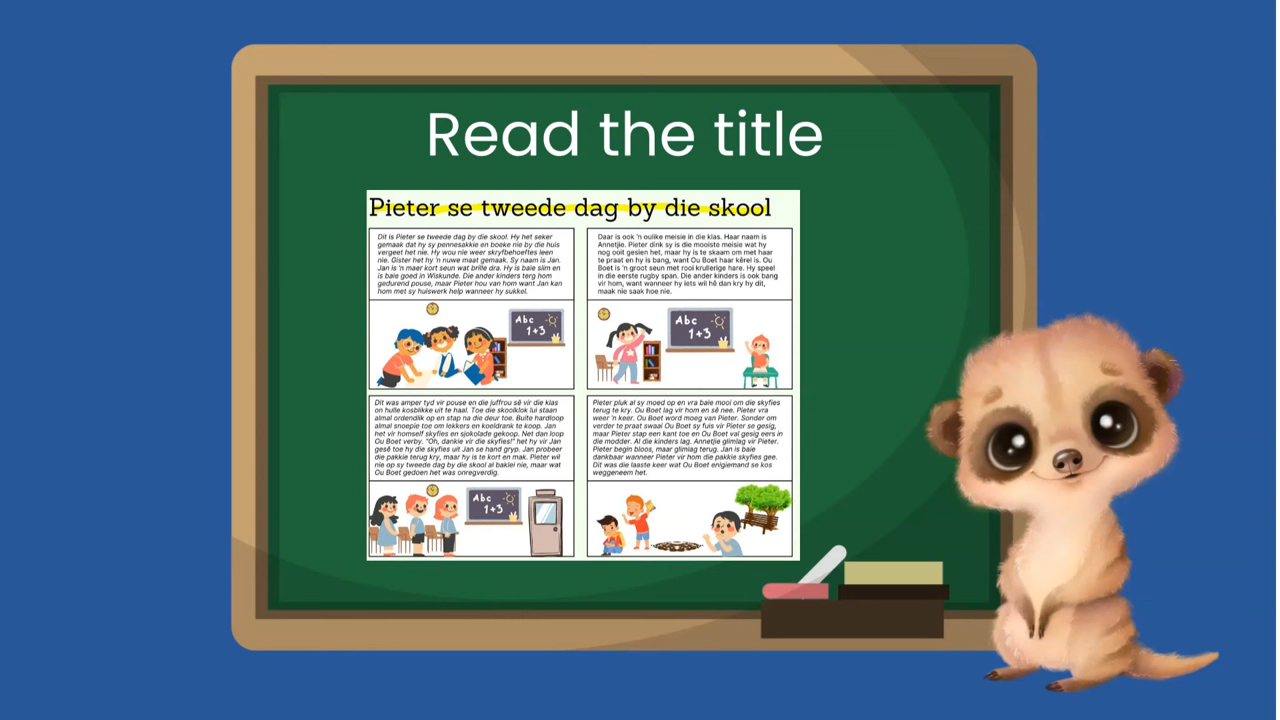 Read the title
Pieter se tweede dag by die skool
Dit is Pieter se tweede dag by die skool. Hy het seker
gemaak dat hy sy pennesakkie en boeke nie by die huis
vergeet het nie. Hy wou nie weer skryfbehoeftes leen
nie. Gister het hy 'n nuwe maat gemaak. Sy naam is Jan.
Jan is 'n maer kort seun wat brille dra. Hy is baie slim en
is baie goed in Wiskunde. Die ander kinders terg hom
gedurend pouse, maar Pieter hou van hom want Jan kan
hom met sy huiswerk help wanneer hy sukkel.
Daar is ook 'n oulike meisie in die klas. Haar naam is
Annetjie. Pieter dink sy is die mooiste meisie wat hy
nog ooit gesien het, maar hy is te skaam om met haar
te praat en hy is bang, want Ou Boet haar kêrel is. Ou
Boet is 'n groot seun met rooi krullerige hare. Hy speel
in die eerste rugby span. Die ander kinders is ook bang
vir hom, want wanneer hy iets wil hê dan kry hy dit,
maak nie saak hoe nie.
Abc
1+3
Abc
1+3
Dit was amper tyd vir pouse en die juffrou sê vir die klas
on hulle kosblikke uit te haal. Toe die skoolklok lui staan
almal ordendlik op en stap na die deur toe. Buite hardloop
almal snoepie toe om lekkers en koeldrank te koop. Jan
het vir homself skyfies en sjokolade gekoop. Net dan loop
Ou Boet verby. "Oh, dankie vir die skyfies!" het hy vir Jan
gesê toe hy die skyfies uit Jan se hand gryp. Jan probeer
die pakkie terug kry, maar hy is te kort en mak. Pieter wil
nie op sy tweede dag by die skool al baklei nie, maar wat
Ou Boet gedoen het was onregverdig.
Pieter pluk al sy moed op en vra baie mooi om die skyfies
terug te kry. Ou Boet lag vir hom en sê nee. Pieter vra
weer 'n keer. Ou Boet word moeg van Pieter. Sonder om
verder te praat swaai Ou Boet sy fuis vir Pieter se gesig,
maar Pieter stap een kant toe en Ou Boet val gesig eers in
die modder. Al die kinders lag. Annetjie glimlag vir Pieter.
Pieter begin bloos, maar glimlag terug. Jan is baie
dankbaar wanneer Pieter vir hom die pakkie skyfies gee.
Dit was die laaste keer wat Ou Boet enigiemand se kos
weggeneem het.
Abc
1+3